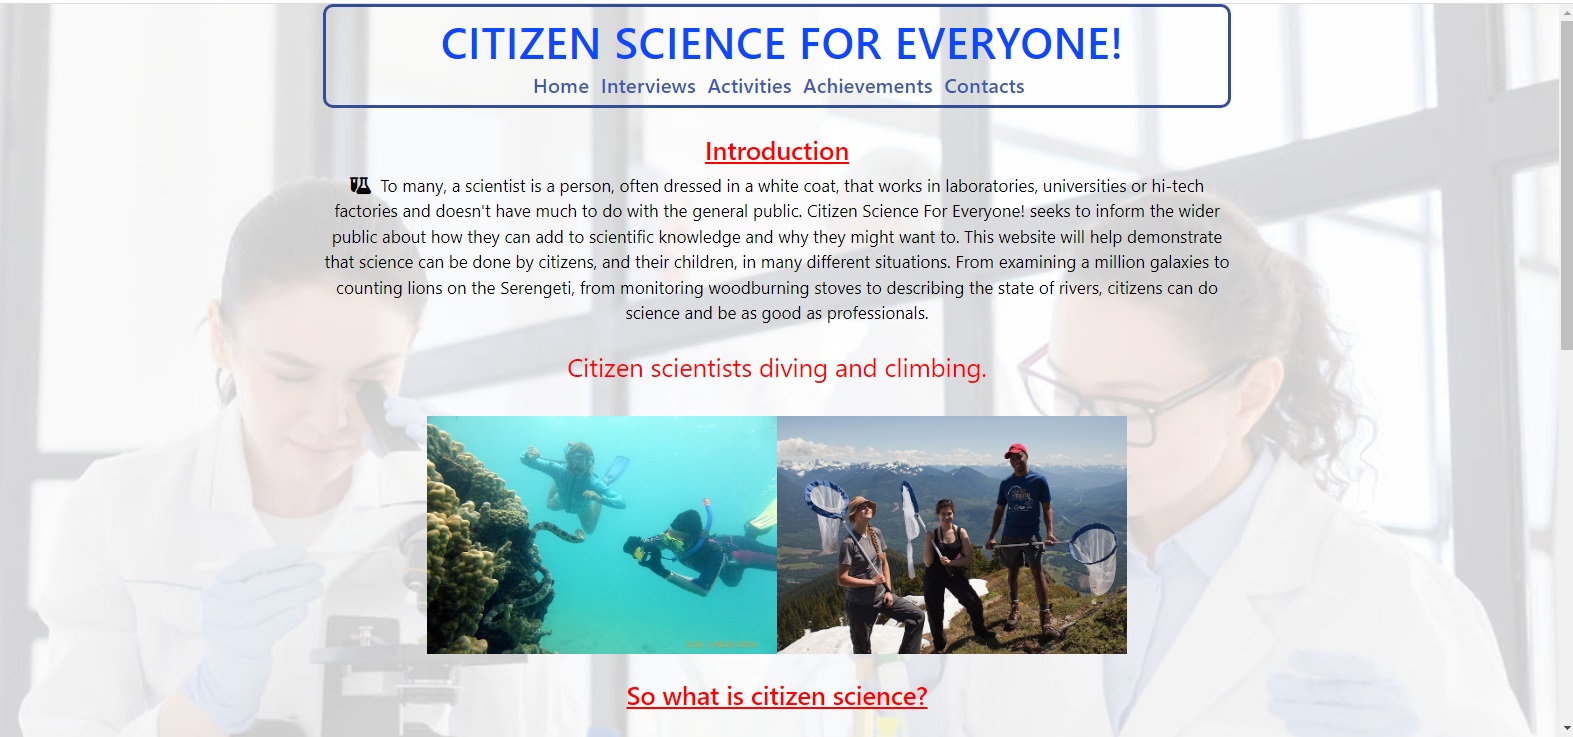 CITIZEN SCIENCE FOR EVERYONE!
Home Interviews Activities Achievements Contacts
Introduction
To many, a scientist is a person, often dressed in a white coat, that works in laboratories, universities or hi-tech
factories and doesn't have much to do with the general public. Citizen Science For Everyone! seeks to inform the wider
public about how they can add to scientific knowledge and why they might want to. This website will help demonstrate
that science can be done by citizens, and their children, in many different situations. From examining a million galaxies to
counting lions on the Serengeti, from monitoring woodburning stoves to describing the state of rivers, citizens can do
science and be as good as professionals.
Citizen scientists diving and climbing.
So what is citizen science?